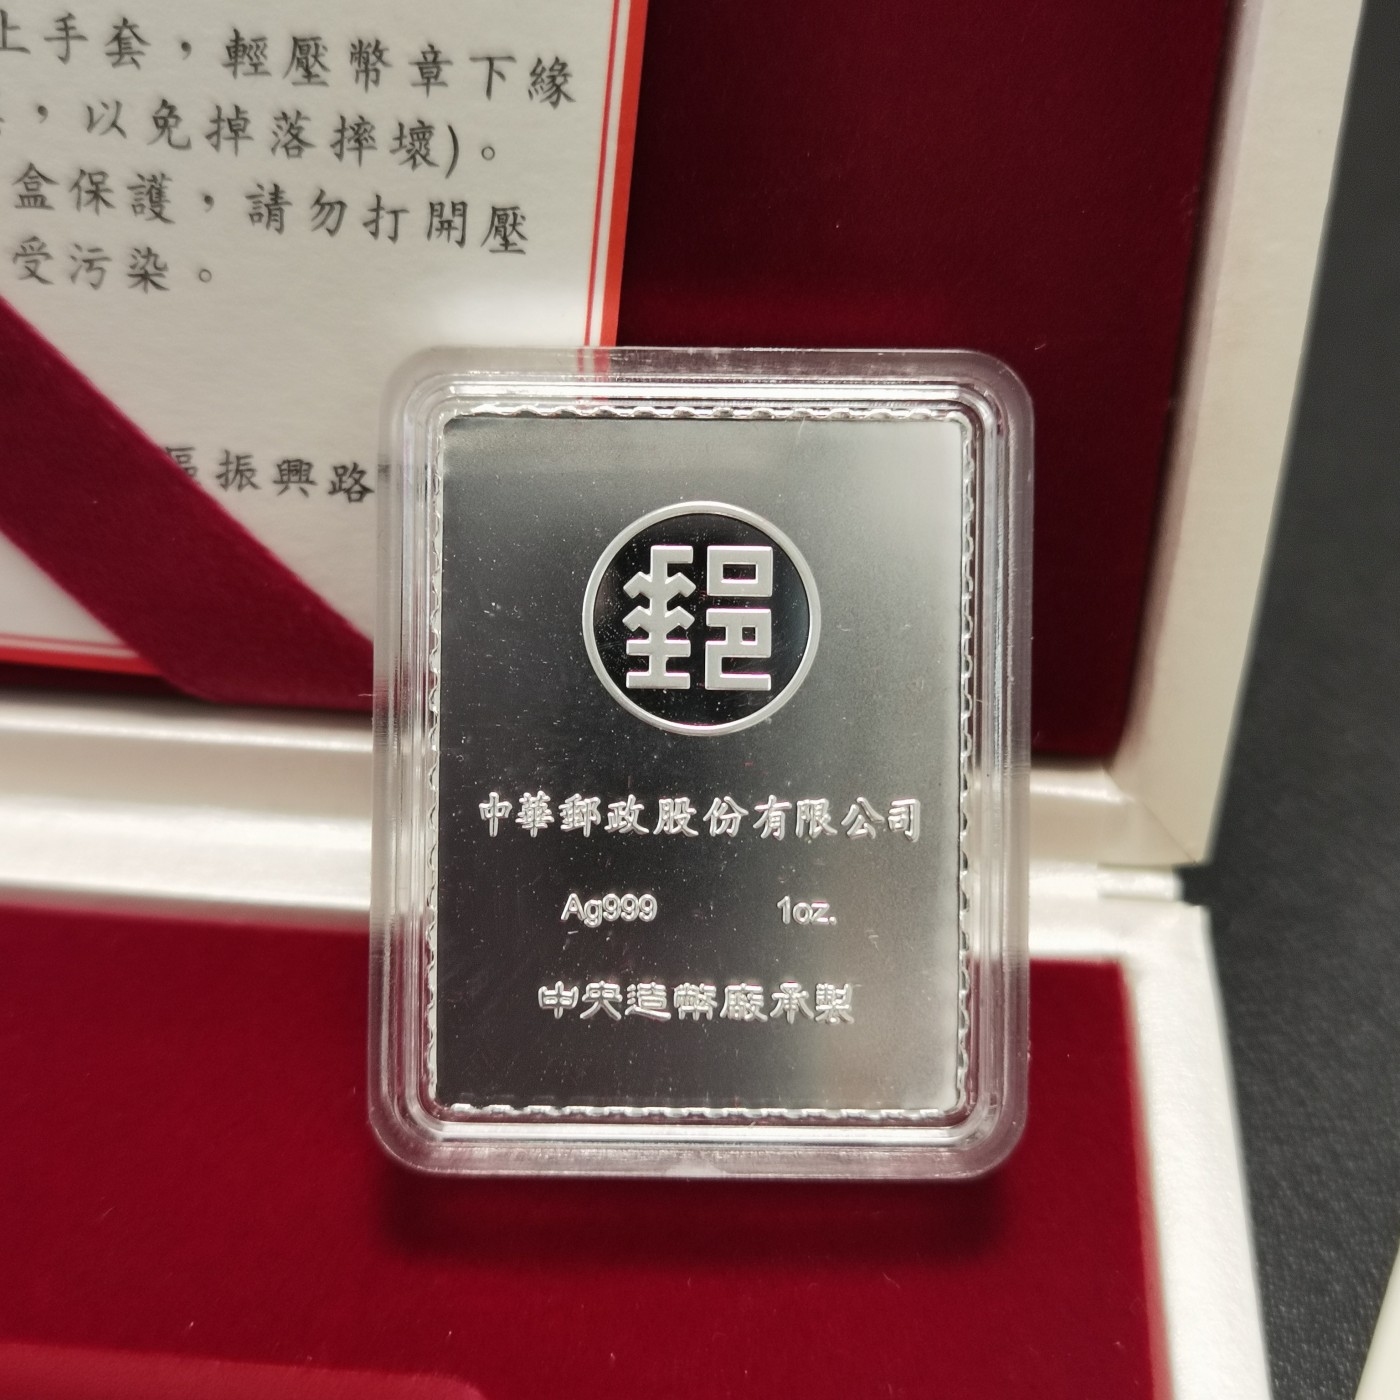 上手套，輕壓幣章下緣
，以免掉落摔壞)。
盒保護，請勿打開壓
受污染。
區振興路
郵
中華郵政股份有限公司
Ag999 1oz.
中央造幣廠承製